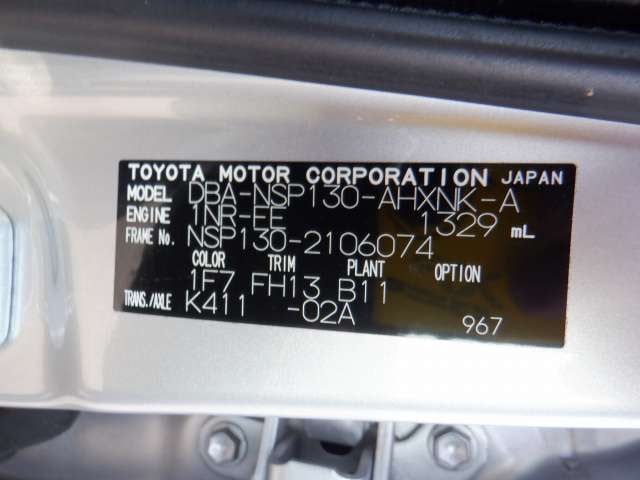 TOYOTA MOTOR CORPORATION JAPAN
MODEL DBA-NSP130-AHXNK-A
ENGINE 1NR-FE 1329 mL
FRAME No. NSP130-2106074
COLOR TRIM PLANT OPTION
1F7 FH13 B11
TRANS./AXLE K411 -02A
967